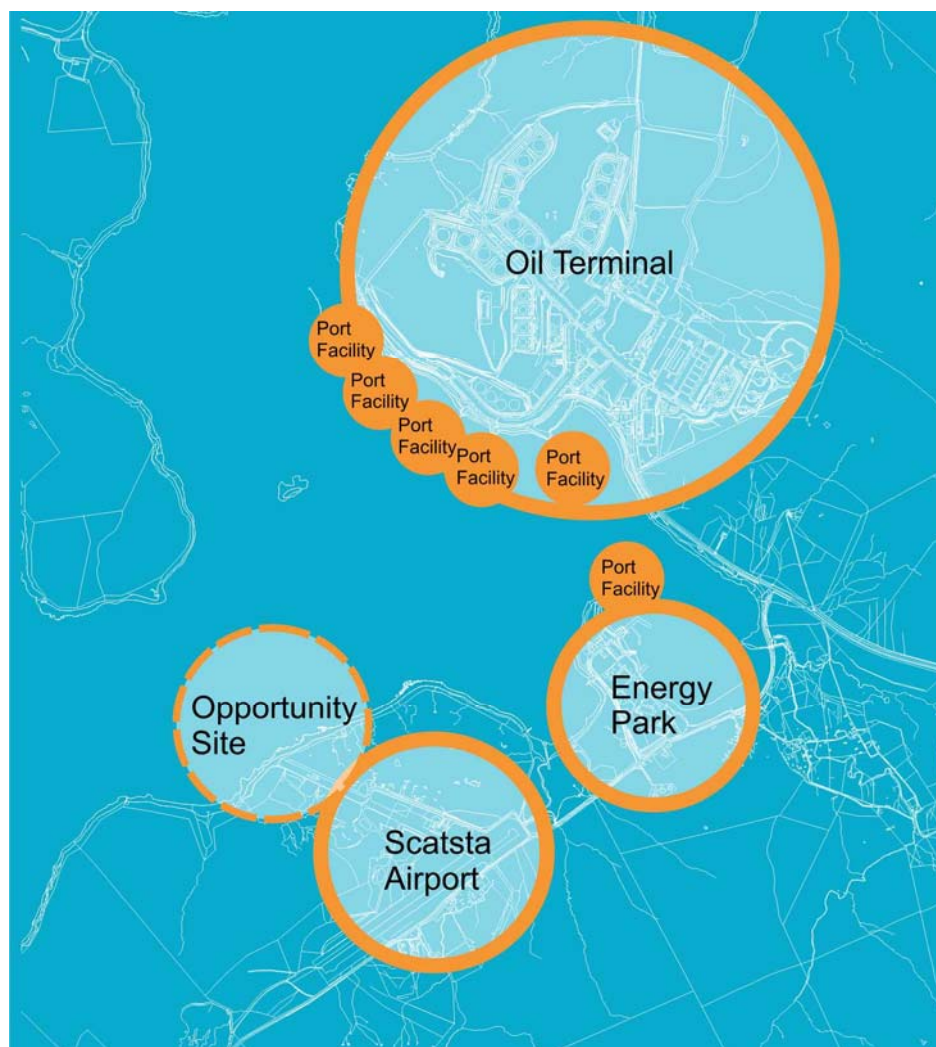 Oil Terminal
Port
Facility
Port
Facility
Port
Facility
Port
Facility
Port
Facility
Port
Facility
Energy
Park
Opportunity
Site
Scatsta
Airport